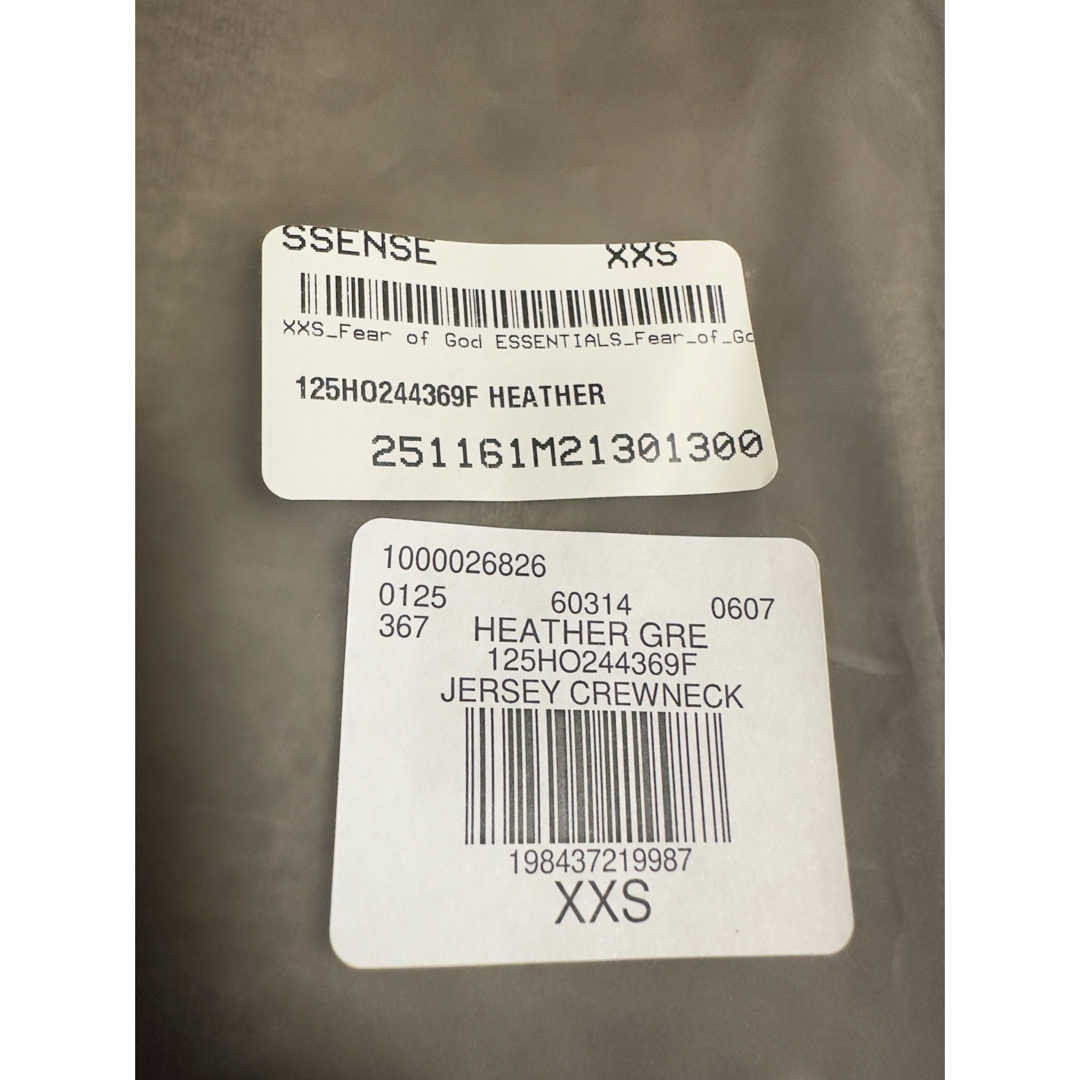 SSENSE XXS
XXS_Fear of God ESSENTIALS_Fear_of_Go
125HO244369F HEATHER
251161M21301300
1000026826
0125 60314 0607
367 HEATHER GRE
125HO244369F
JERSEY CREWNECK
198437219987
XXS